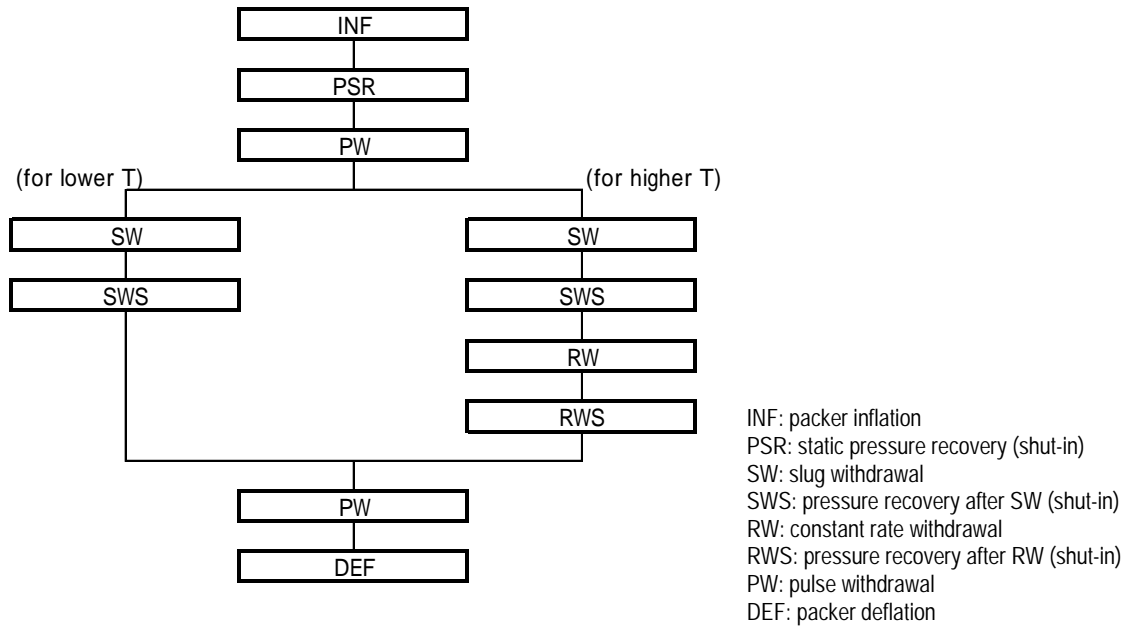 INF
PSR
PW
(for lower T)
(for higher T)
SW
SW
SWS
SWS
RW
RWS
PW
DEF
INF: packer inflation
PSR: static pressure recovery (shut-in)
SW: slug withdrawal
SWS: pressure recovery after SW (shut-in)
RW: constant rate withdrawal
RWS: pressure recovery after RW (shut-in)
PW: pulse withdrawal
DEF: packer deflation